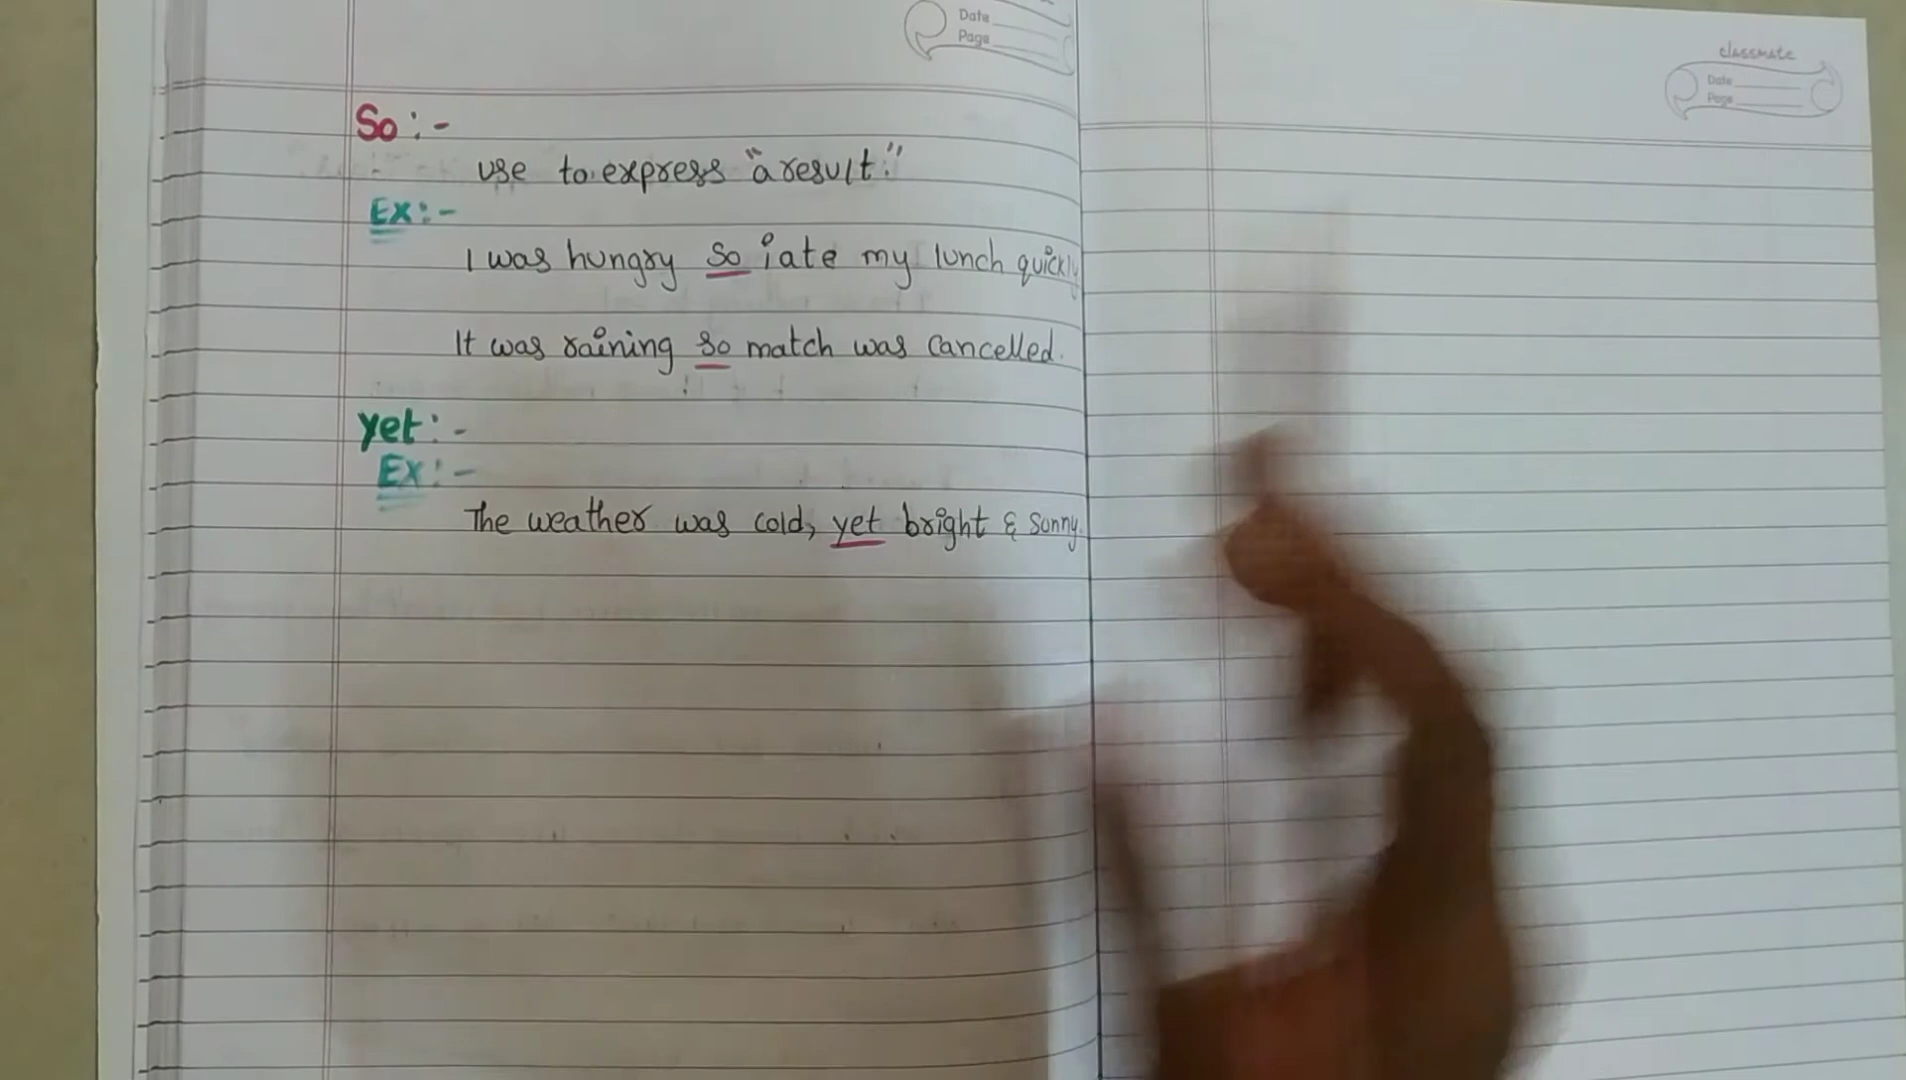 Date
Page
classmate
Date
Page
So:-
use to express "a result."
Ex:-
I was hungry so i ate my lunch quickly
It was raining so match was cancelled.
yet:-
Ex:-
The weather was cold, yet bright & sunny.